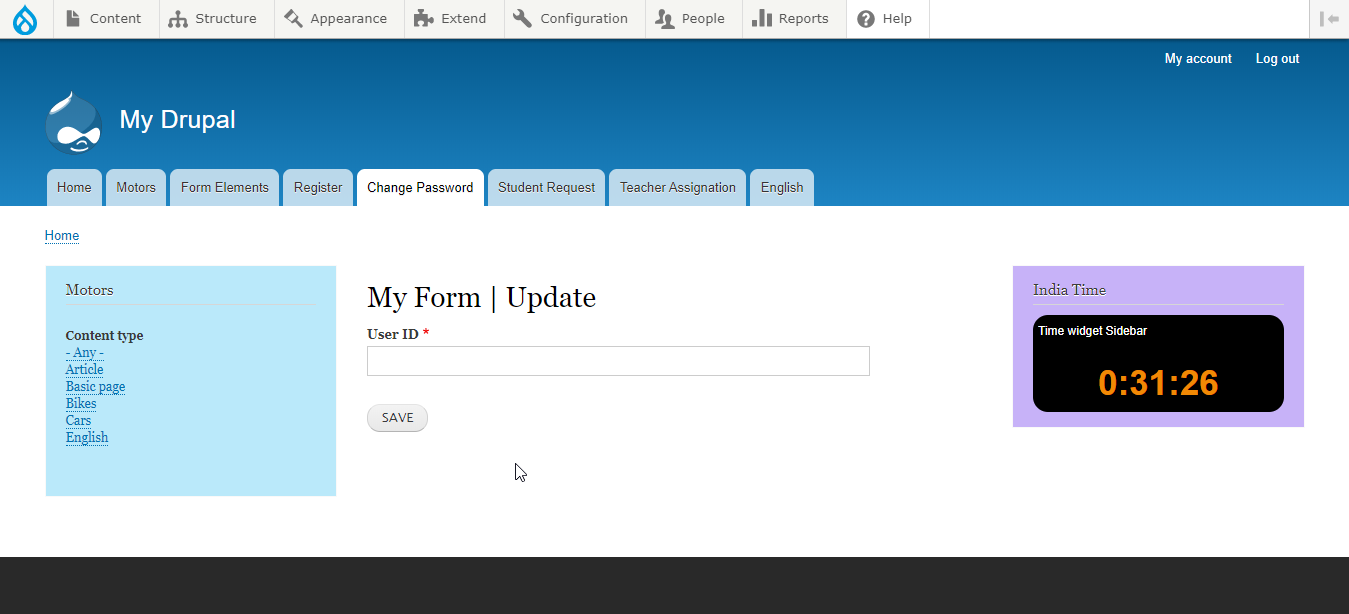 Content Structure Appearance Extend Configuration People Reports Help
My account Log out
My Drupal
Home Motors Form Elements Register Change Password Student Request Teacher Assignation English
Home
Motors
Content type
- Any -
Article
Basic page
Bikes
Cars
English
My Form | Update
User ID *
SAVE
India Time
Time widget Sidebar
0:31:26